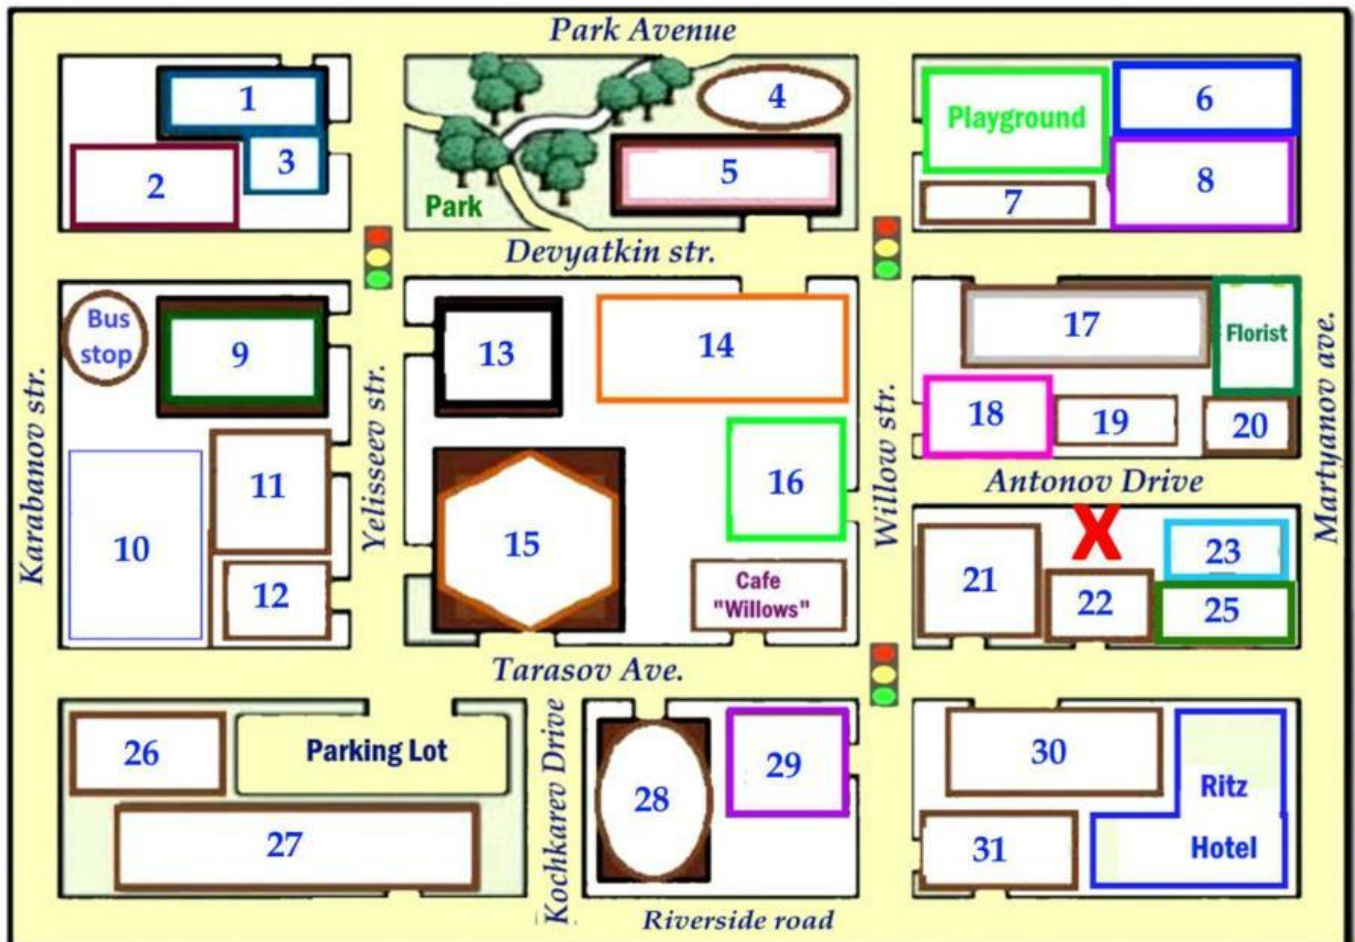 Park Avenue
1
2
3
Park
4
5
Playground
6
7
8
Devyatkin str.
Bus
stop
9
10
11
12
Karabanov str.
Yelisseev str.
13
14
15
16
Cafe
"Willows"
Willow str.
17
Florist
18
19
20
Martyanov ave.
Antonov Drive
X
21
22
23
25
Tarasov Ave.
26
Parking Lot
27
Kochkarev Drive
28
29
30
31
Ritz
Hotel
Riverside road